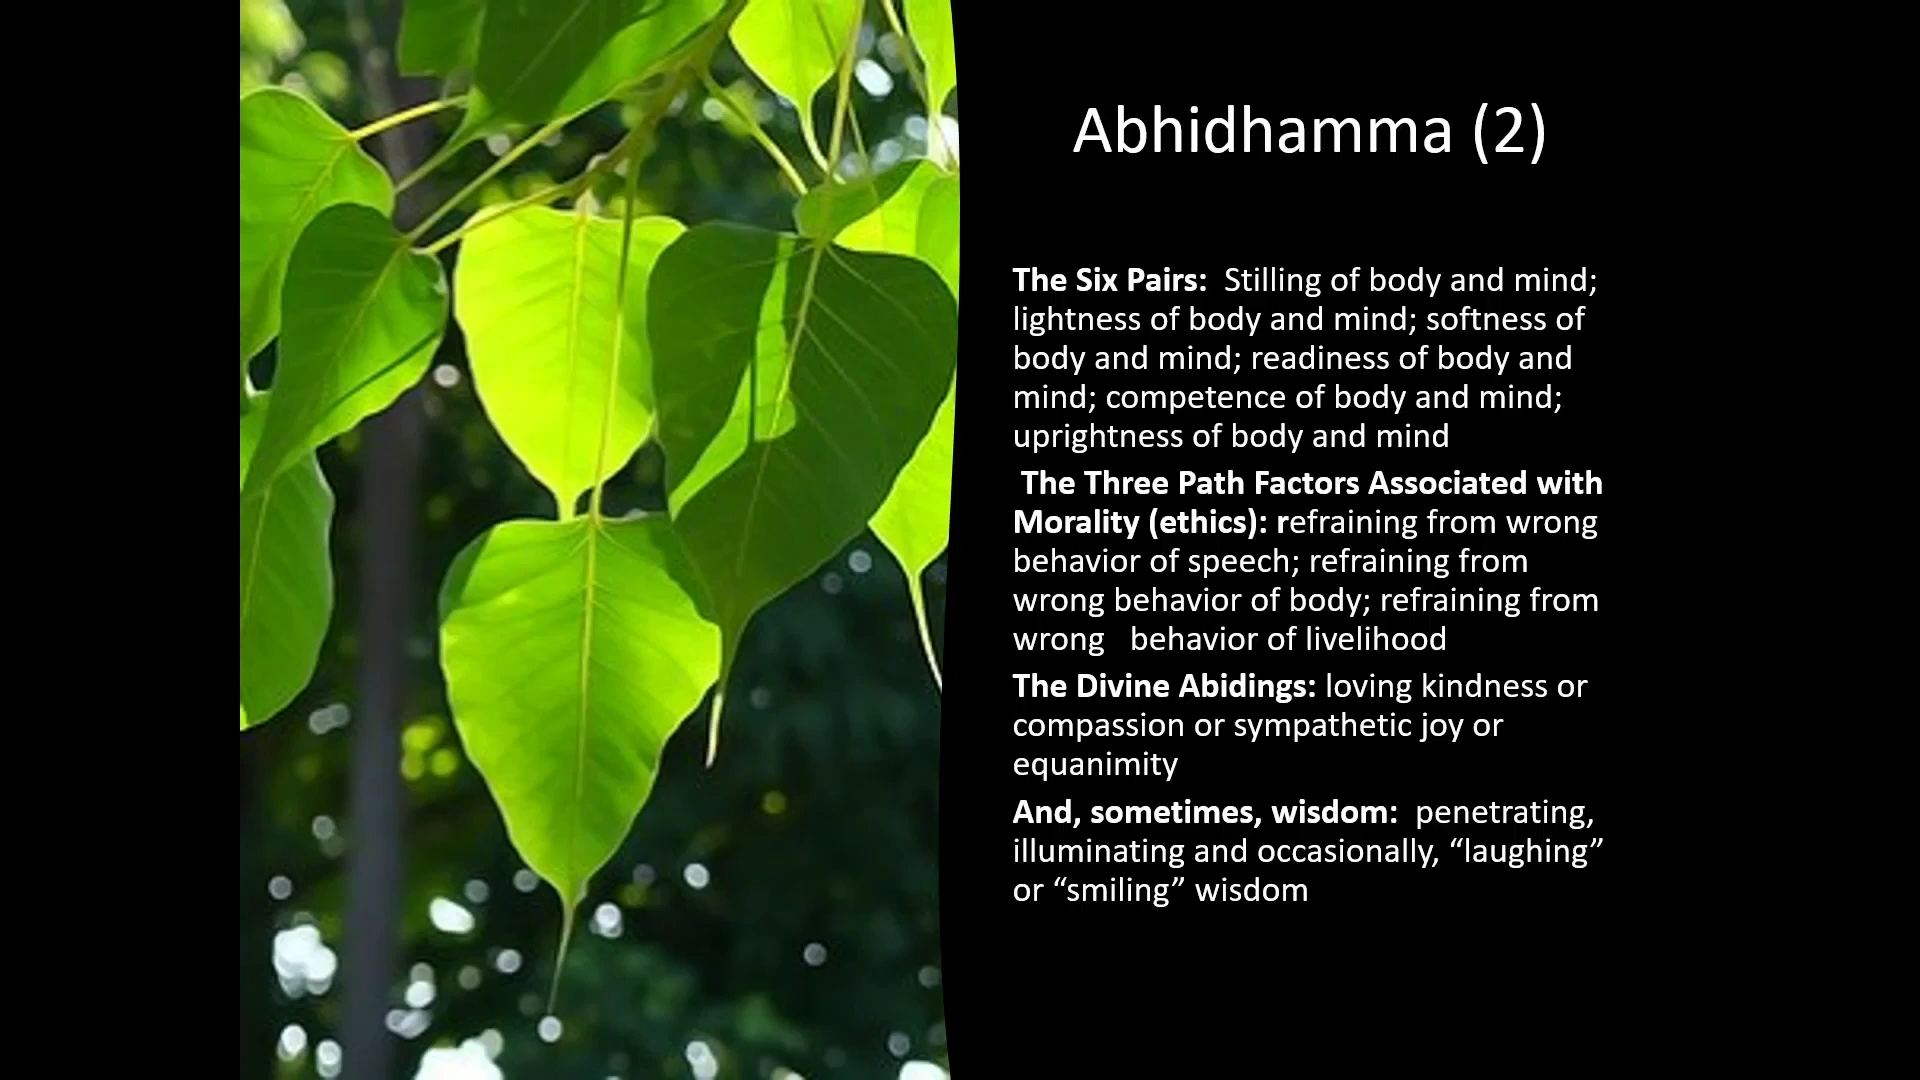 Abhidhamma (2)
The Six Pairs:  Stilling of body and mind;
lightness of body and mind; softness of
body and mind; readiness of body and
mind; competence of body and mind;
uprightness of body and mind
The Three Path Factors Associated with
Morality (ethics): refraining from wrong
behavior of speech; refraining from
wrong behavior of body; refraining from
wrong   behavior of livelihood
The Divine Abidings: loving kindness or
compassion or sympathetic joy or
equanimity
And, sometimes, wisdom:  penetrating,
illuminating and occasionally, “laughing”
or “smiling” wisdom